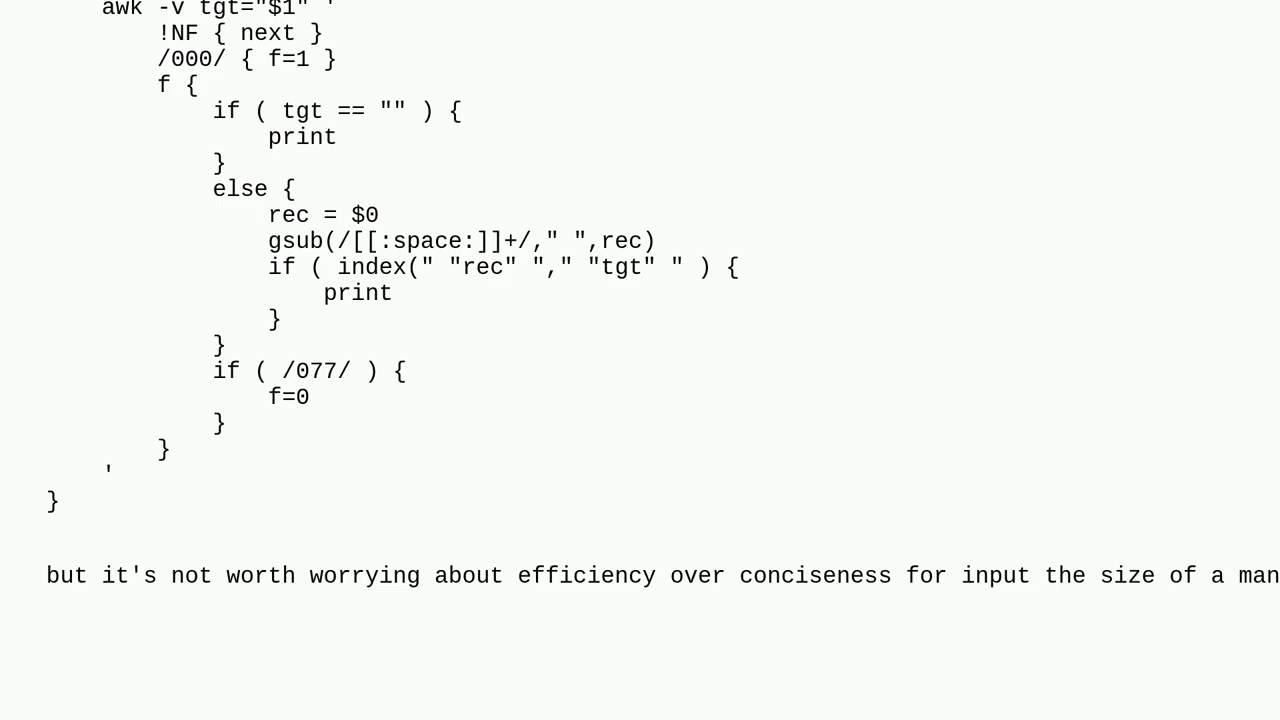 awk -v tgt="$1" '
!NF { next }
/000/ { f=1 }
f {
if ( tgt == "" ) {
print
}
else {
rec = $0
gsub(/[[:space:]]+/," ",rec)
if ( index(" "rec" "," "tgt" " ) {
print
}
}
if ( /077/ ) {
f=0
}
}
'
}
but it's not worth worrying about efficiency over conciseness for input the size of a man